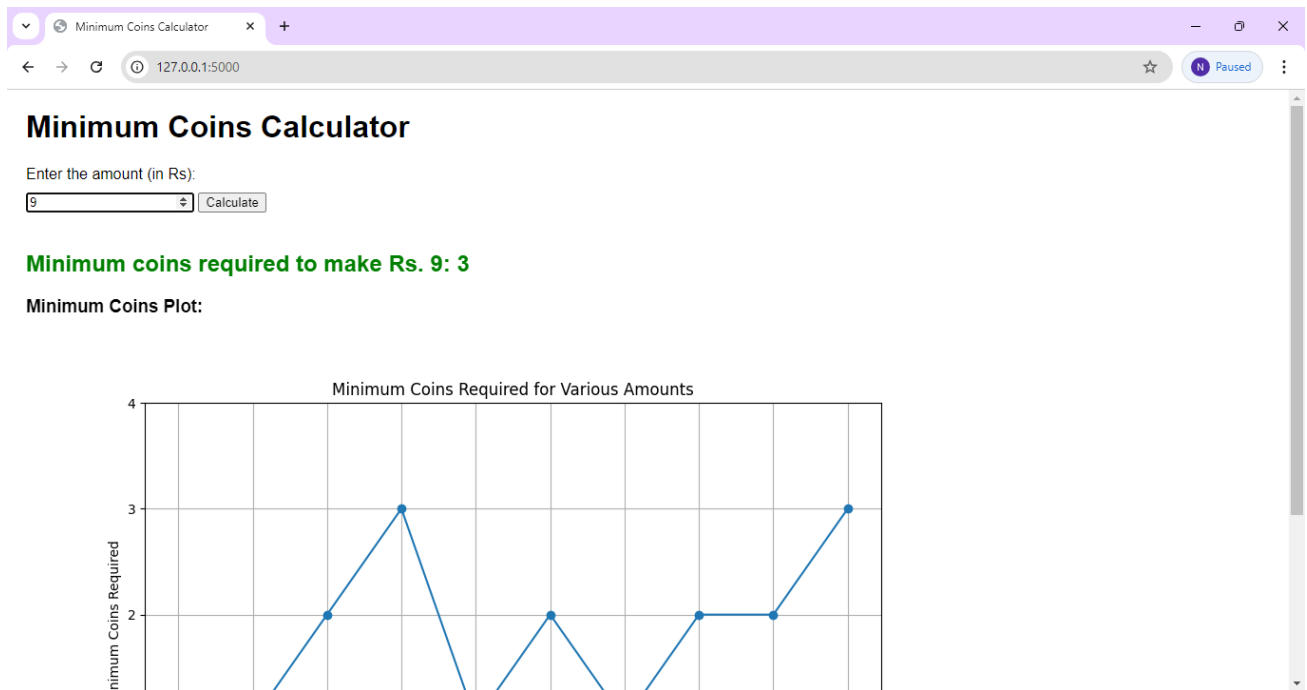 Minimum Coins Calculator
127.0.0.1:5000
N Paused
Minimum Coins Calculator
Enter the amount (in Rs):
9 Calculate
Minimum coins required to make Rs. 9: 3
Minimum Coins Plot:
Minimum Coins Required for Various Amounts
4
3
2
Coins Required